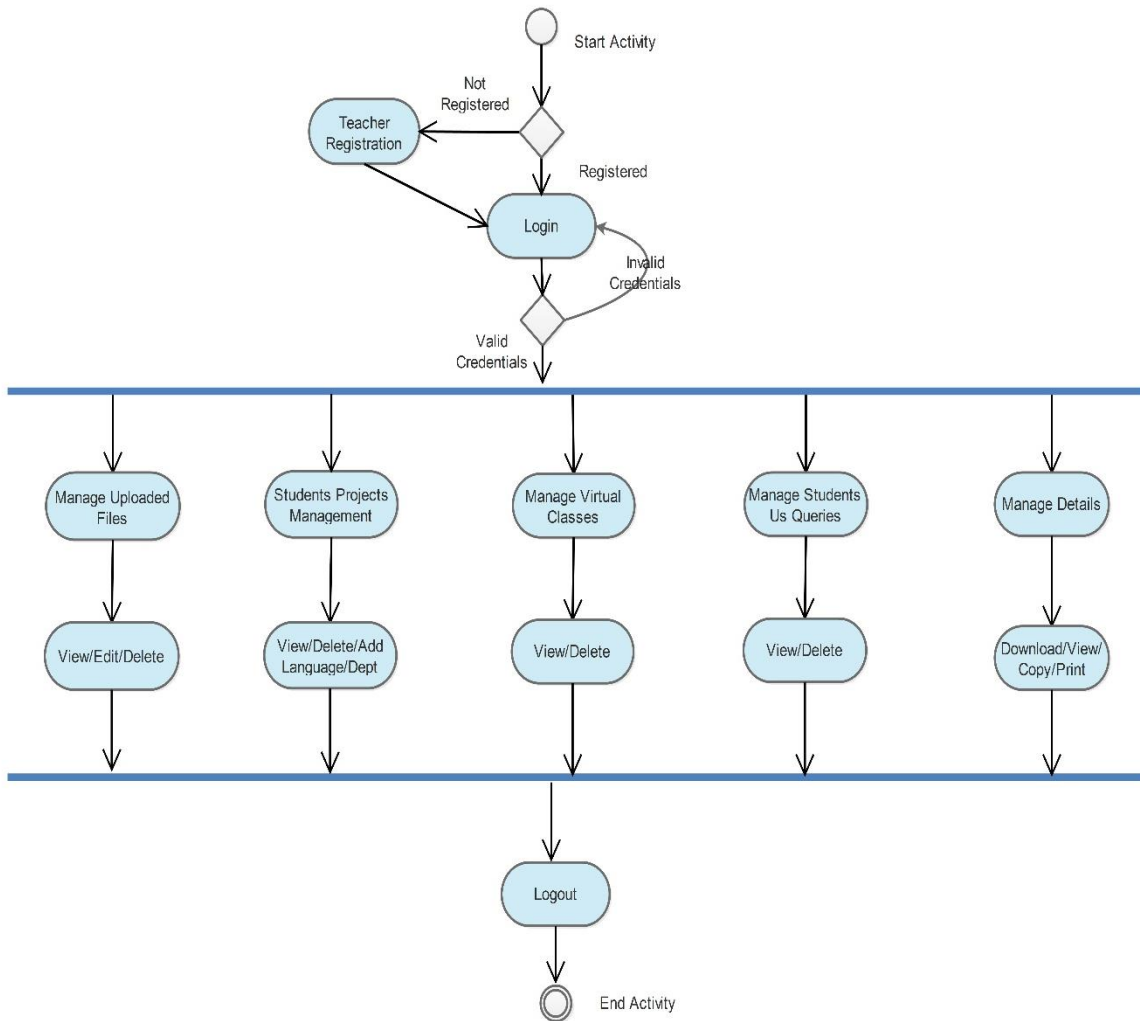 Start Activity
Not
Registered
Teacher
Registration
Registered
Login
Invalid
Credentials
Valid
Credentials
Manage Uploaded
Files
Students Projects
Management
Manage Virtual
Classes
Manage Students
Us Queries
Manage Details
View/Edit/Delete
View/Delete/Add
Language/Dept
View/Delete
View/Delete
Download/View/
Copy/Print
Logout
End Activity